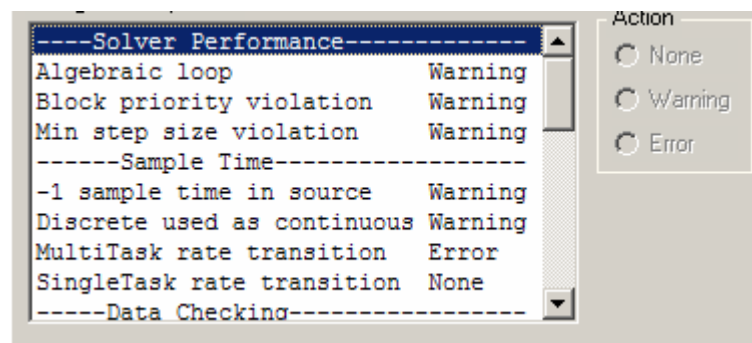 ----Solver Performance-------------
Algebraic loop Warning
Block priority violation Warning
Min step size violation Warning
------Sample Time------------------
-1 sample time in source Warning
Discrete used as continuous Warning
MultiTask rate transition Error
SingleTask rate transition None
-----Data Checking-----------------
Action
None
Warning
Error